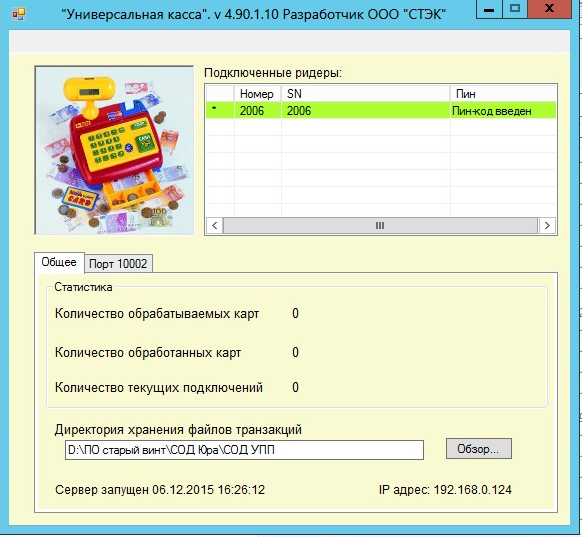 "Универсальная касса". v 4.90.1.10 Разработчик ООО "СТЭК"
Подключенные ридеры:
Номер SN Пин
* 2006 2006 Пин-код введен
Общее Порт 10002
Статистика
Количество обрабатываемых карт 0
Количество обработанных карт 0
Количество текущих подключений 0
Директория хранения файлов транзакций
D:\ПО старый винт\СОД Юра\СОД УПП Обзор...
Сервер запущен 06.12.2015 16:26:12 IP адрес: 192.168.0.124